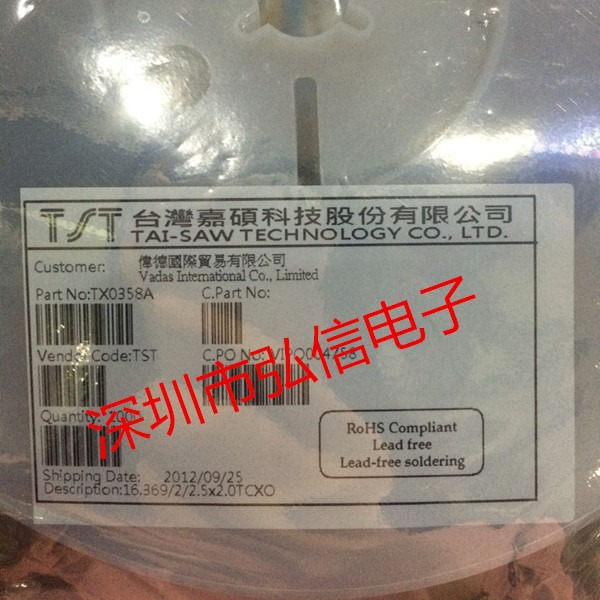 TST 台灣嘉碩科技股份有限公司
TAI-SAW TECHNOLOGY CO., LTD.
Customer: 偉德國際貿易有限公司
Vadas International Co., Limited
Part No:TX0358A C.Part No:
Vendor Code:TST C.PO No:
Quantity:
深圳市弘信电子
RoHS Compliant
Lead free
Lead-free soldering
Shipping Date: 2012/09/25
Description:16.369/2/2.5x2.0TCXO